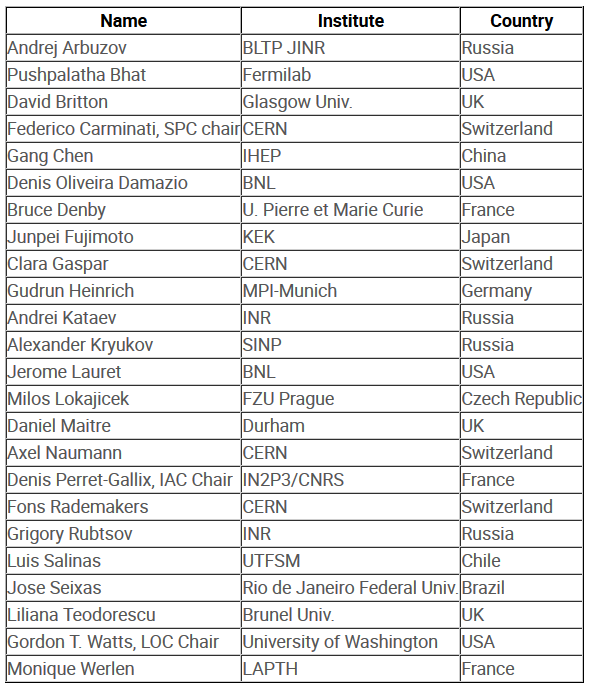 Name Institute Country
Andrej Arbuzov BLTP JINR Russia
Pushpalatha Bhat Fermilab USA
David Britton Glasgow Univ. UK
Federico Carminati, SPC chair CERN Switzerland
Gang Chen IHEP China
Denis Oliveira Damazio BNL USA
Bruce Denby U. Pierre et Marie Curie France
Junpei Fujimoto KEK Japan
Clara Gaspar CERN Switzerland
Gudrun Heinrich MPI-Munich Germany
Andrei Kataev INR Russia
Alexander Kryukov SINP Russia
Jerome Lauret BNL USA
Milos Lokajicek FZU Prague Czech Republic
Daniel Maitre Durham UK
Axel Naumann CERN Switzerland
Denis Perret-Gallix, IAC Chair IN2P3/CNRS France
Fons Rademakers CERN Switzerland
Grigory Rubtsov INR Russia
Luis Salinas UTFSM Chile
Jose Seixas Rio de Janeiro Federal Univ. Brazil
Liliana Teodorescu Brunel Univ. UK
Gordon T. Watts, LOC Chair University of Washington USA
Monique Werlen LAPTH France